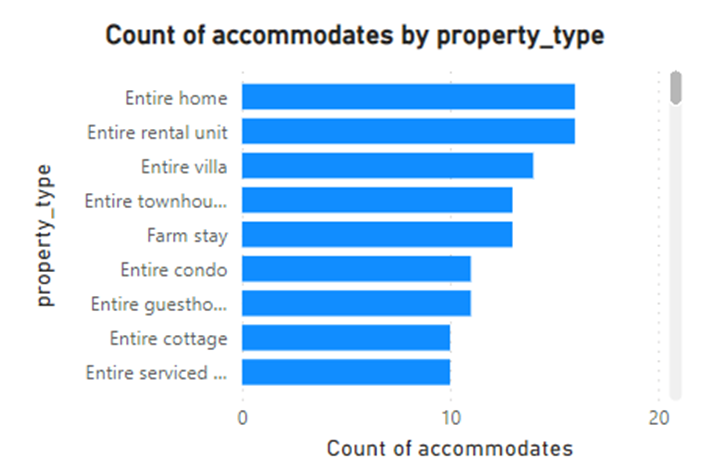 Count of accommodates by property_type
property_type
Entire home
Entire rental unit
Entire villa
Entire townhou...
Farm stay
Entire condo
Entire guestho...
Entire cottage
Entire serviced ...
0 10 20
Count of accommodates